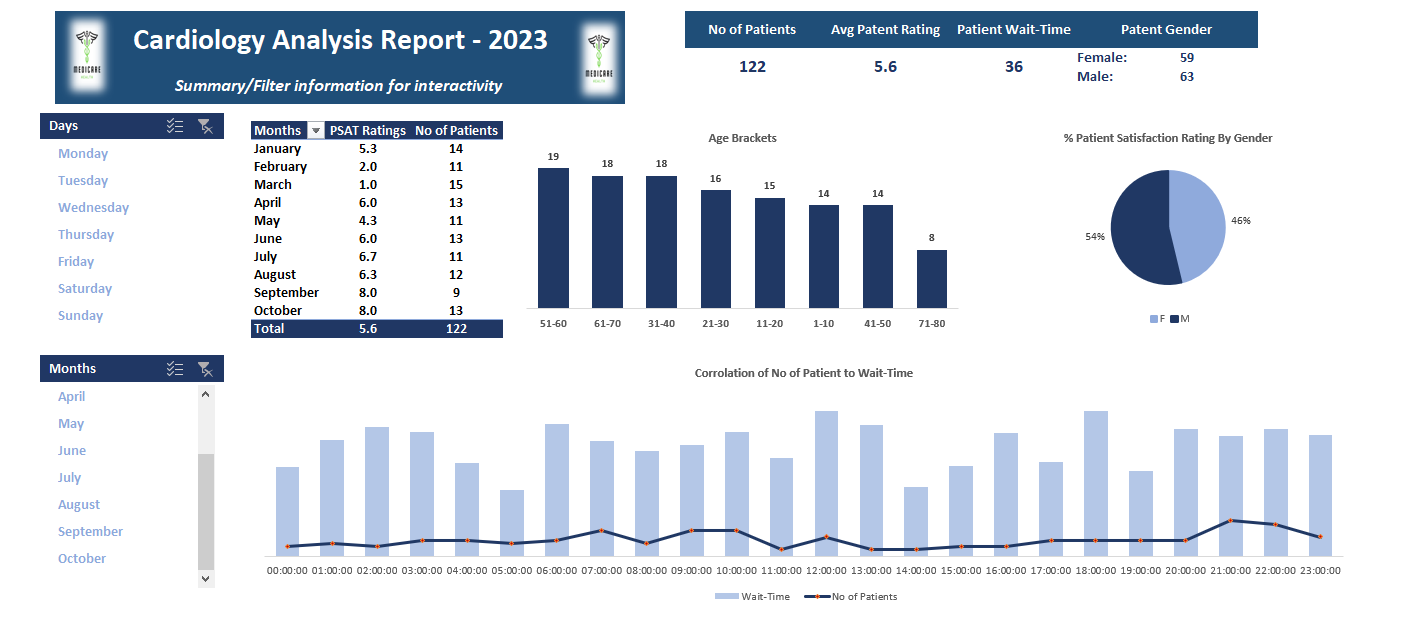 Cardiology Analysis Report - 2023
Summary/Filter information for interactivity
MEDICARE
HEALTH
MEDICARE
HEALTH
No of Patients Avg Patent Rating Patient Wait-Time Patent Gender
122 5.6 36
Female: 59
Male: 63
Days
Monday
Tuesday
Wednesday
Thursday
Friday
Saturday
Sunday
Months PSAT Ratings No of Patients
January 5.3 14
February 2.0 11
March 1.0 15
April 6.0 13
May 4.3 11
June 6.0 13
July 6.7 11
August 6.3 12
September 8.0 9
October 8.0 13
Total 5.6 122
Age Brackets
19 18 18 16 15 14 14 8
51-60 61-70 31-40 21-30 11-20 1-10 41-50 71-80
% Patient Satisfaction Rating By Gender
46%
54%
F M
Months
April
May
June
July
August
September
October
Corrolation of No of Patient to Wait-Time
00:00:00 01:00:00 02:00:00 03:00:00 04:00:00 05:00:00 06:00:00 07:00:00 08:00:00 09:00:00 10:00:00 11:00:00 12:00:00 13:00:00 14:00:00 15:00:00 16:00:00 17:00:00 18:00:00 19:00:00 20:00:00 21:00:00 22:00:00 23:00:00
Wait-Time No of Patients